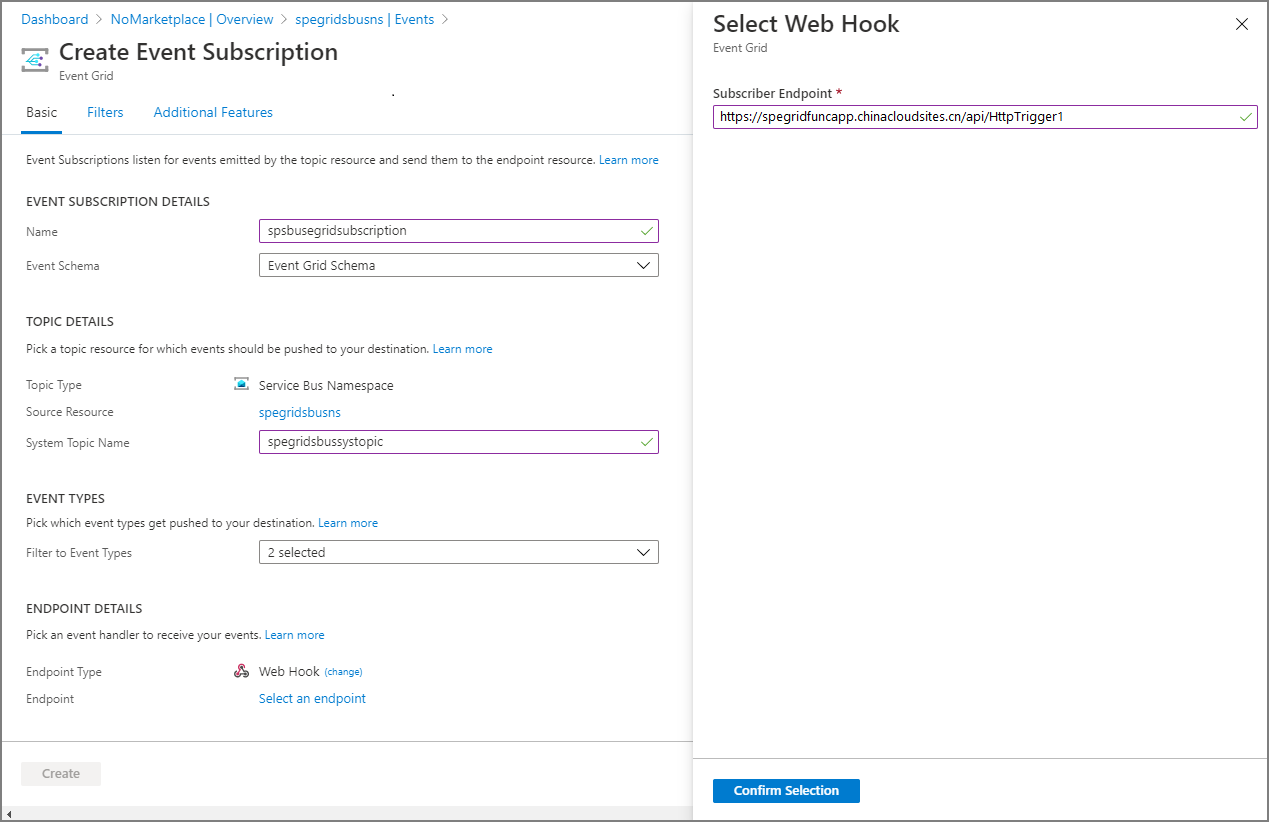 Dashboard > NoMarketplace | Overview > spegridsbusns | Events >
Create Event Subscription
Event Grid
Basic Filters Additional Features
Event Subscriptions listen for events emitted by the topic resource and send them to the endpoint resource. Learn more
EVENT SUBSCRIPTION DETAILS
Name spsbusegridsubscription
Event Schema Event Grid Schema
TOPIC DETAILS
Pick a topic resource for which events should be pushed to your destination. Learn more
Topic Type Service Bus Namespace
Source Resource spegridsbusns
System Topic Name spegridsbussystopic
EVENT TYPES
Pick which event types get pushed to your destination. Learn more
Filter to Event Types 2 selected
ENDPOINT DETAILS
Pick an event handler to receive your events. Learn more
Endpoint Type Web Hook (change)
Endpoint Select an endpoint
Create
Select Web Hook
Event Grid
Subscriber Endpoint *
https://spegridfuncapp.chinacloudsites.cn/api/HttpTrigger1
Confirm Selection